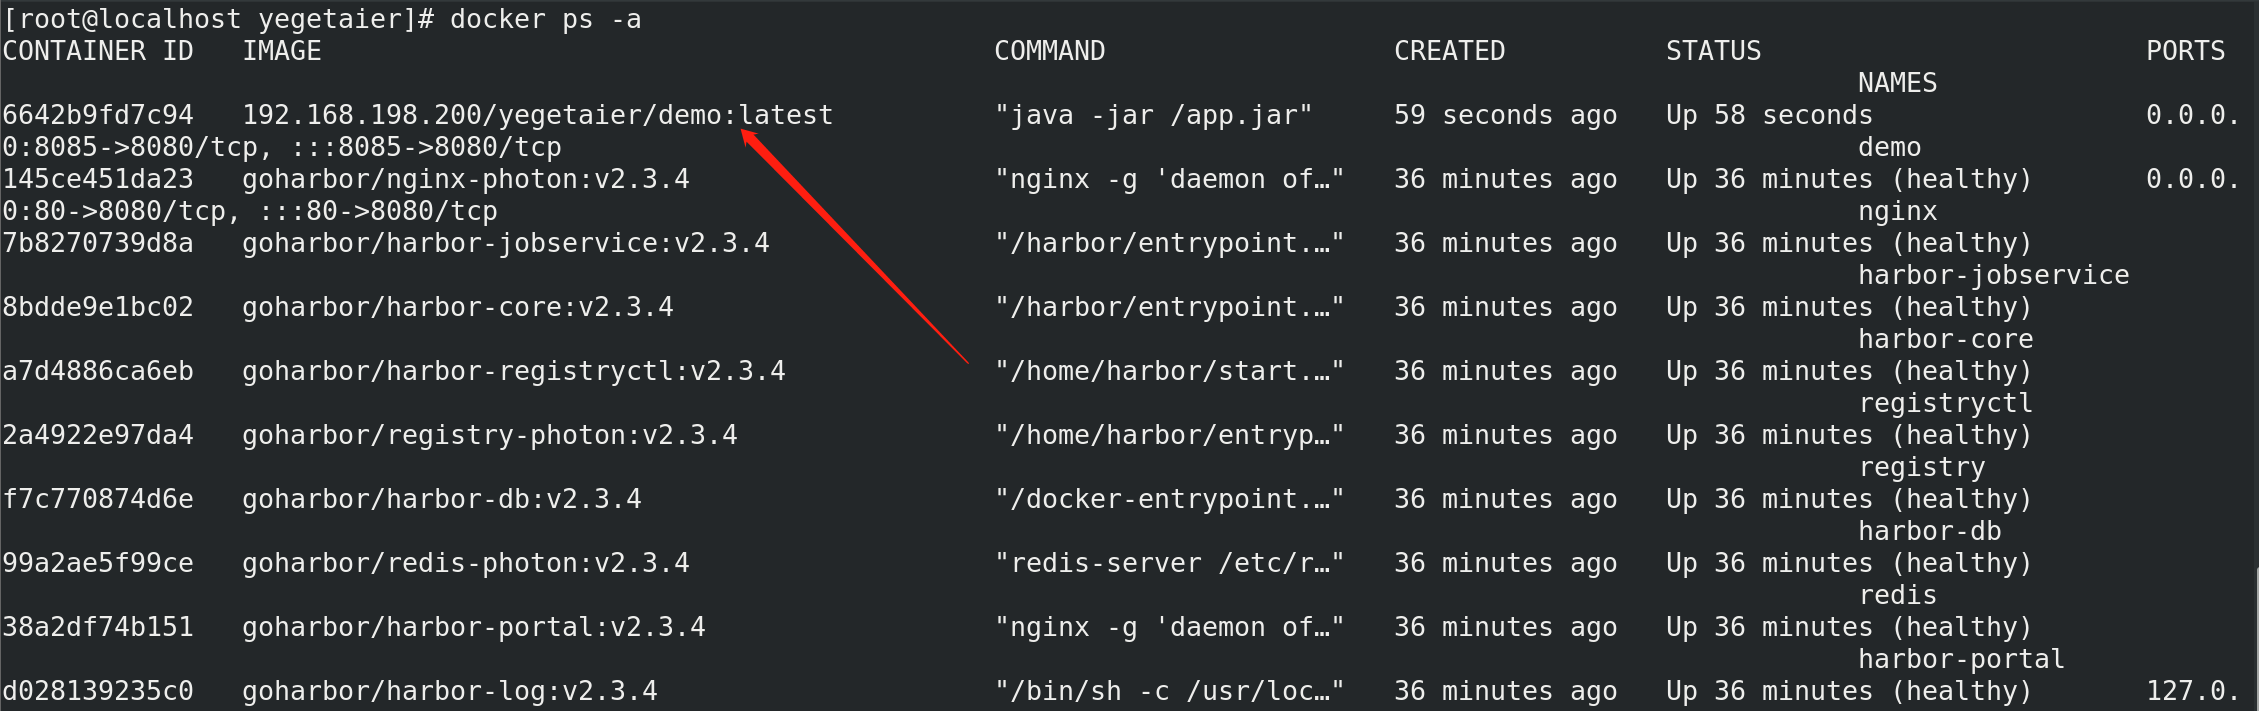 [root@localhost yegetaier]# docker ps -a
CONTAINER ID   IMAGE                                          COMMAND                  CREATED          STATUS                        PORTS
                                                                                                                    NAMES
6642b9fd7c94   192.168.198.200/yegetaier/demo:latest          "java -jar /app.jar"     59 seconds ago   Up 58 seconds                 0.0.0.
0:8085->8080/tcp, :::8085->8080/tcp                                                                                 demo
145ce451da23   goharbor/nginx-photon:v2.3.4                   "nginx -g 'daemon of…"   36 minutes ago   Up 36 minutes (healthy)       0.0.0.
0:80->8080/tcp, :::80->8080/tcp                                                                                     nginx
7b8270739d8a   goharbor/harbor-jobservice:v2.3.4              "/harbor/entrypoint.…"   36 minutes ago   Up 36 minutes (healthy)
                                                                                                                    harbor-jobservice
8bdde9e1bc02   goharbor/harbor-core:v2.3.4                    "/harbor/entrypoint.…"   36 minutes ago   Up 36 minutes (healthy)
                                                                                                                    harbor-core
a7d4886ca6eb   goharbor/harbor-registryctl:v2.3.4             "/home/harbor/start.…"   36 minutes ago   Up 36 minutes (healthy)
                                                                                                                    registryctl
2a4922e97da4   goharbor/registry-photon:v2.3.4                "/home/harbor/entryp…"   36 minutes ago   Up 36 minutes (healthy)
                                                                                                                    registry
f7c770874d6e   goharbor/harbor-db:v2.3.4                      "/docker-entrypoint.…"   36 minutes ago   Up 36 minutes (healthy)
                                                                                                                    harbor-db
99a2ae5f99ce   goharbor/redis-photon:v2.3.4                   "redis-server /etc/r…"   36 minutes ago   Up 36 minutes (healthy)
                                                                                                                    redis
38a2df74b151   goharbor/harbor-portal:v2.3.4                  "nginx -g 'daemon of…"   36 minutes ago   Up 36 minutes (healthy)
                                                                                                                    harbor-portal
d028139235c0   goharbor/harbor-log:v2.3.4                     "/bin/sh -c /usr/loc…"   36 minutes ago   Up 36 minutes (healthy)       127.0.